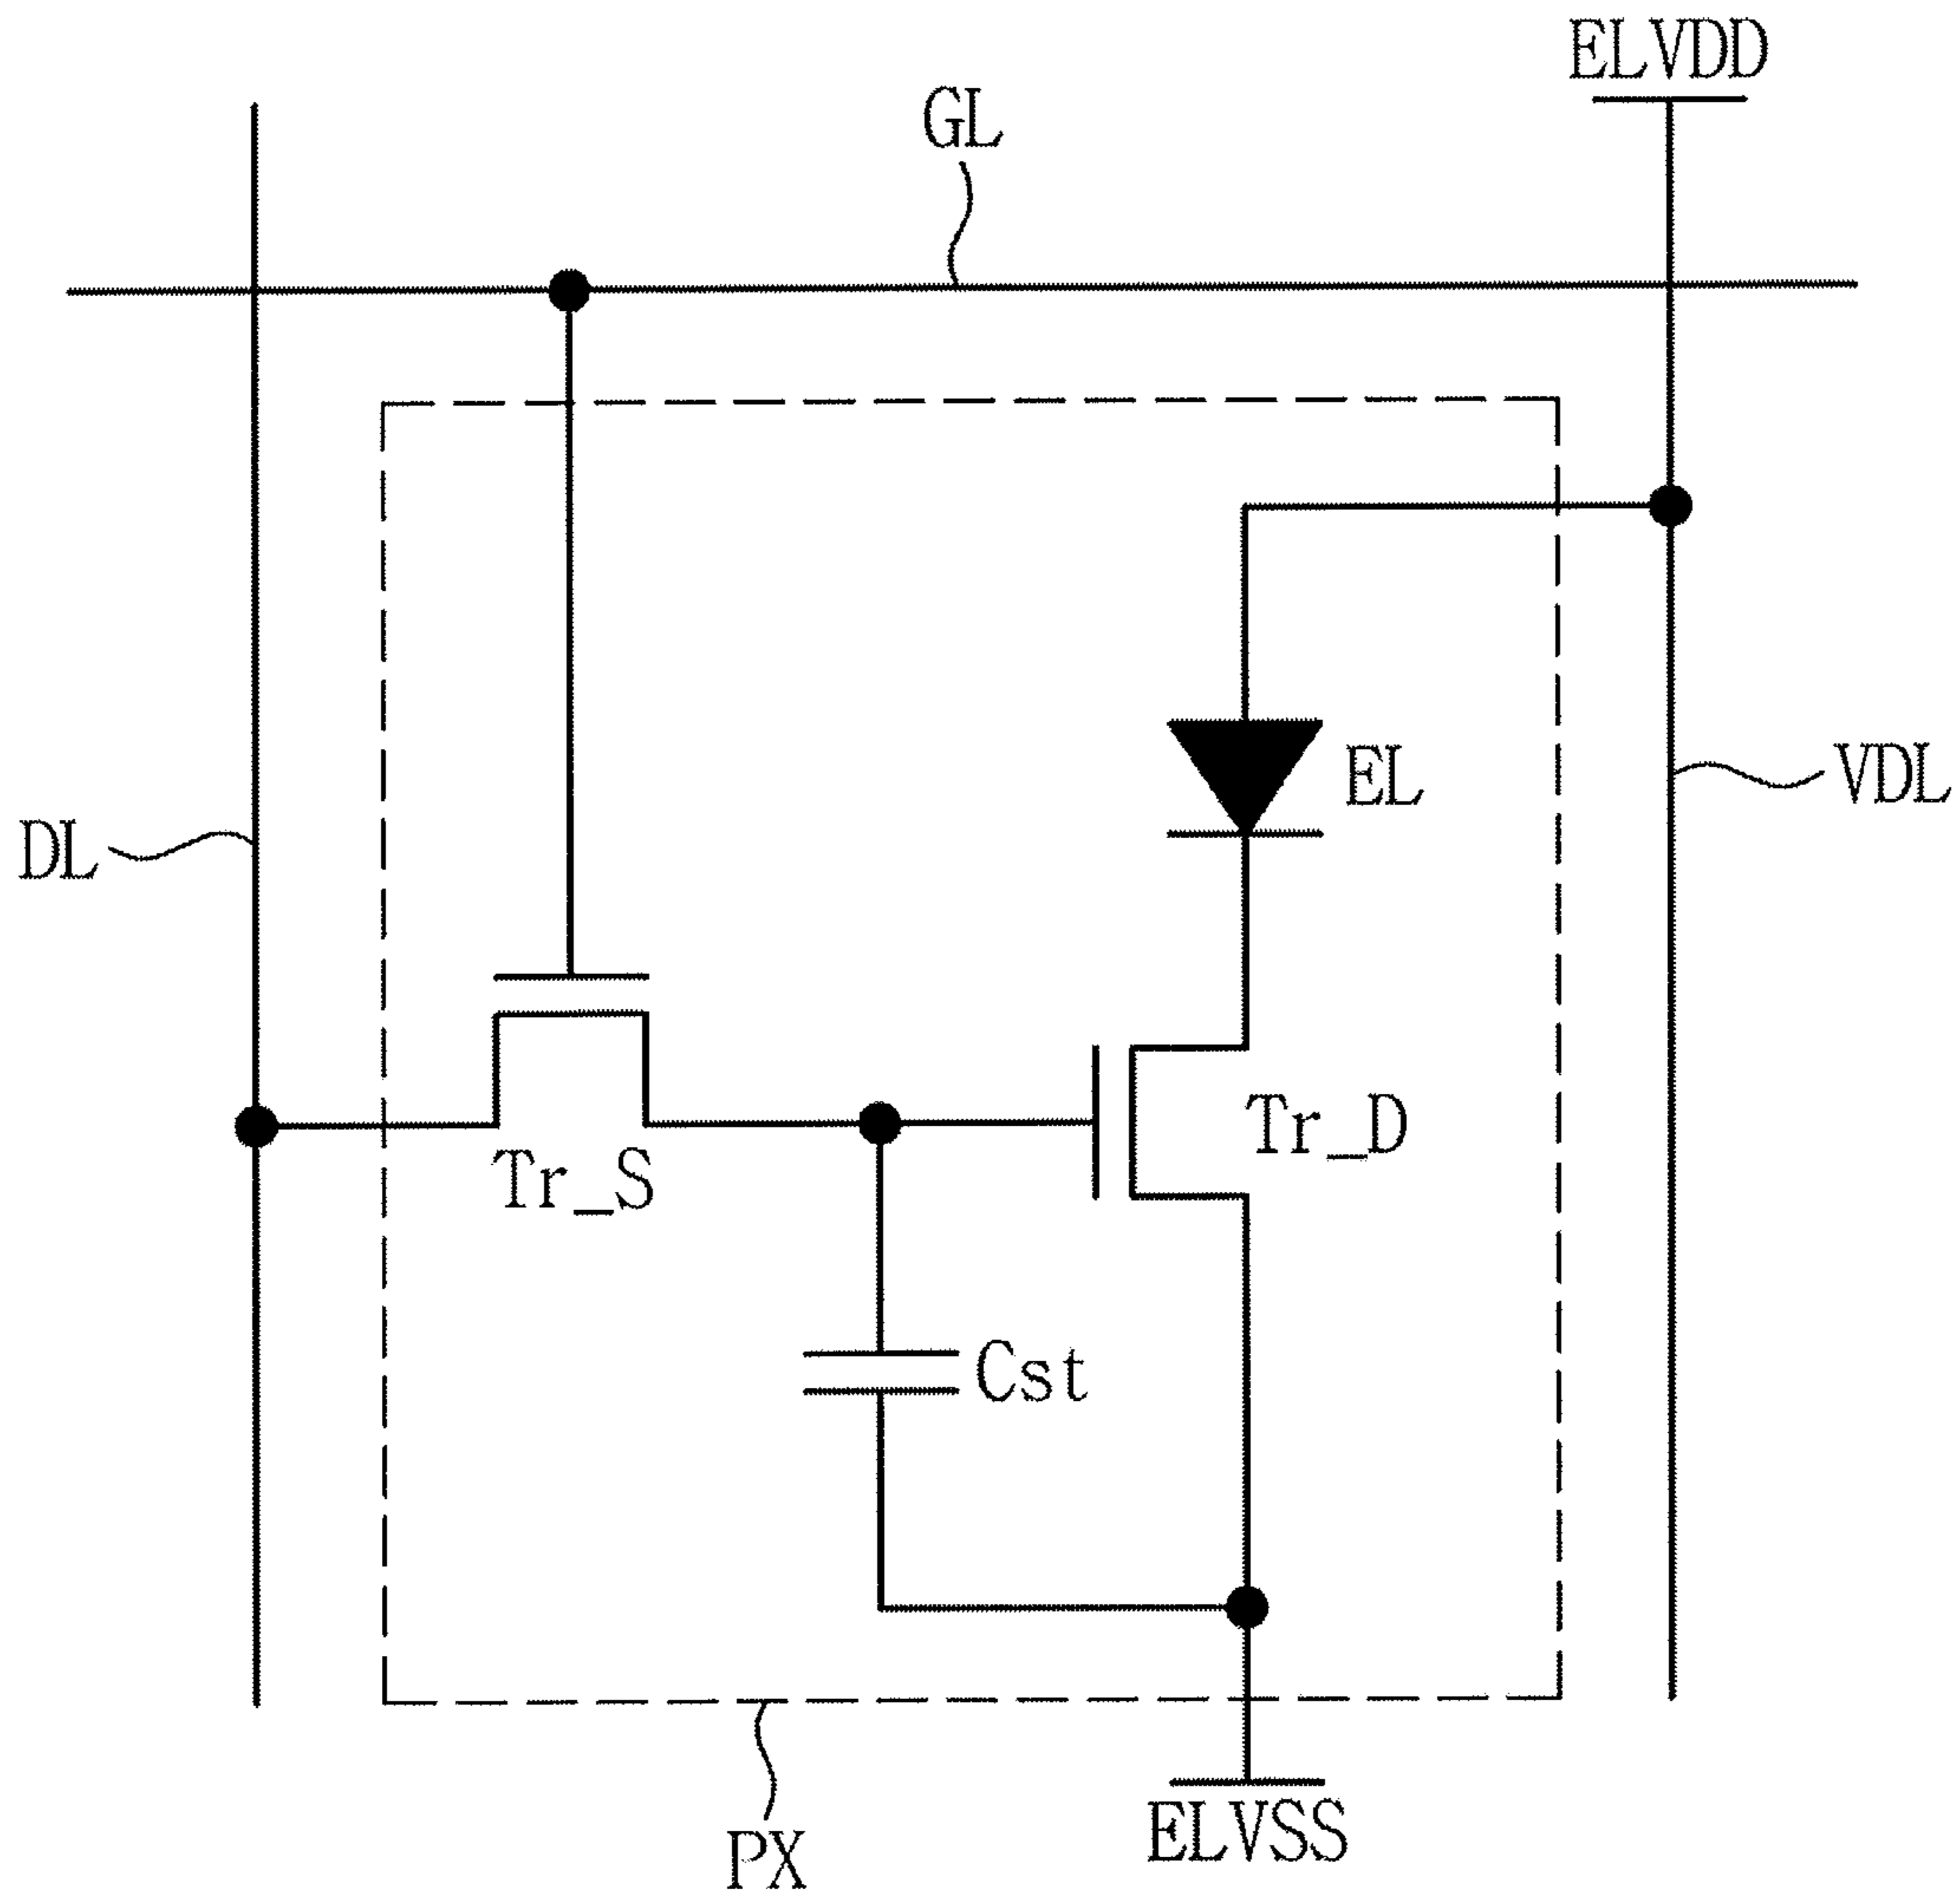 ELVDD
GL
EL
VDL
DL
Tr_D
Tr_S
Cst
ELVSS
PX